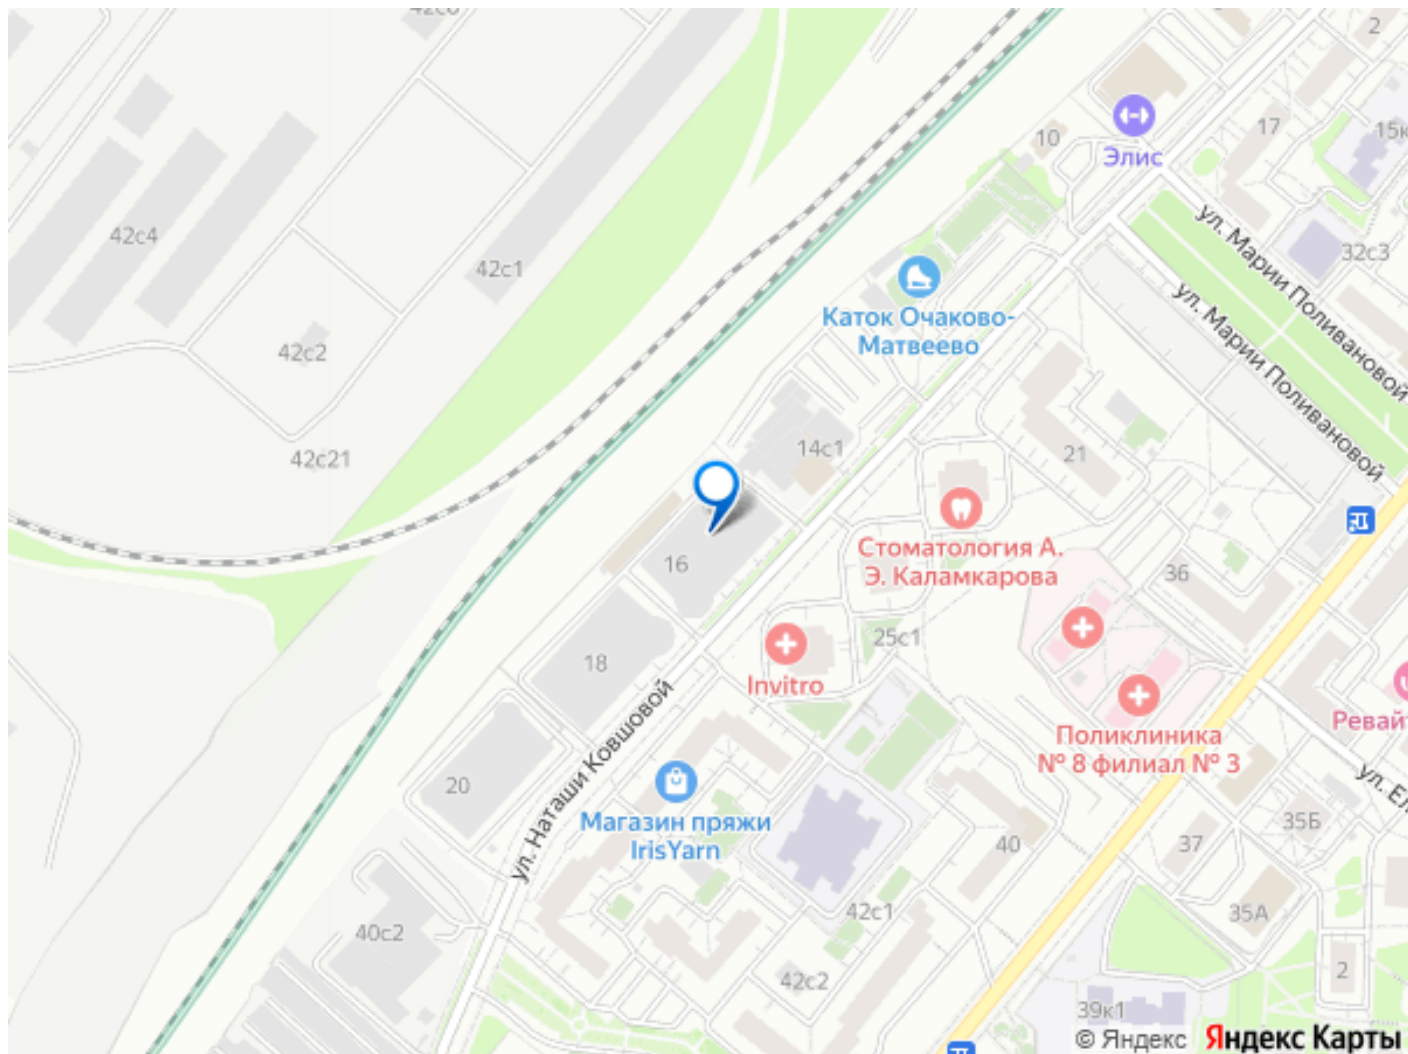 2
10
17
15к
Элис
ул. Марии Поливановой
32с3
42с4
42с1
Каток Очаково-
Матвеево
ул. Марии Поливановой
42с2
14с1
21
42с21
Стоматология А.
Э. Каламкарова
16
36
25с1
18
Invitro
ул. Наташи Ковшовой
Поликлиника
№ 8 филиал № 3
20
Магазин пряжи
IrisYarn
40
37
35Б
42с1
35А
40с2
42с2
2
39к1
© Яндекс Яндекс Карты